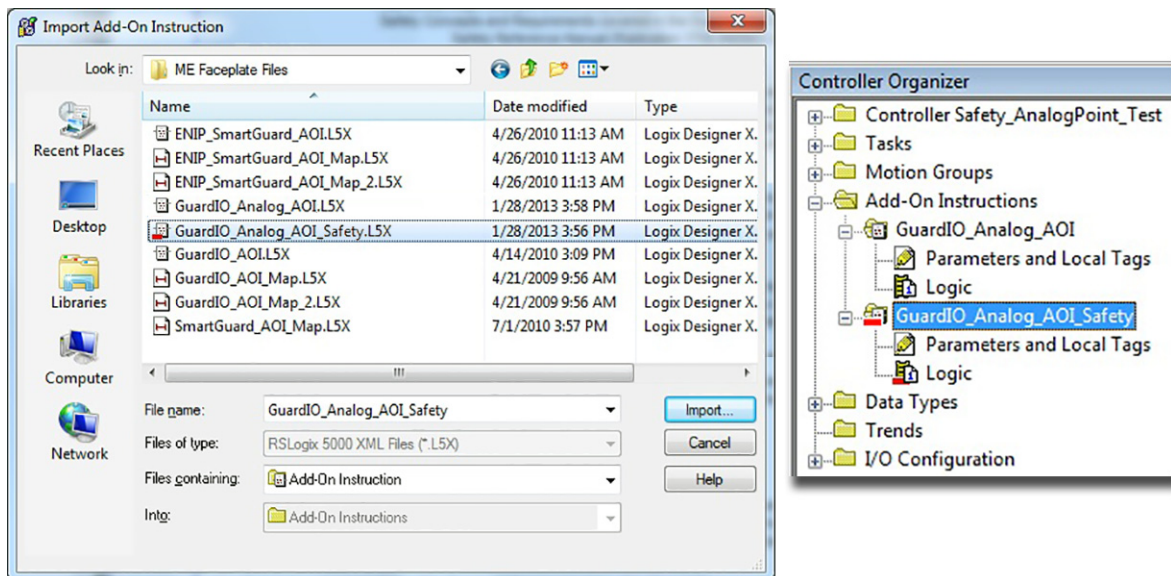 Import Add-On Instruction
Look in: ME Faceplate Files
Name Date modified Type
ENIP_SmartGuard_AOI.L5X 4/26/2010 11:13 AM Logix Designer X.
ENIP_SmartGuard_AOI_Map.L5X 4/26/2010 11:13 AM Logix Designer X.
ENIP_SmartGuard_AOI_Map_2.L5X 4/26/2010 11:13 AM Logix Designer X.
GuardIO_Analog_AOI.L5X 1/28/2013 3:58 PM Logix Designer X.
GuardIO_Analog_AOI_Safety.L5X 1/28/2013 3:56 PM Logix Designer X.
GuardIO_AOI.L5X 4/14/2010 3:09 PM Logix Designer X.
GuardIO_AOI_Map.L5X 4/21/2009 9:56 AM Logix Designer X.
GuardIO_AOI_Map_2.L5X 4/21/2009 9:56 AM Logix Designer X.
SmartGuard_AOI_Map.L5X 7/1/2010 3:57 PM Logix Designer X.
Recent Places
Desktop
Libraries
Computer
Network
File name: GuardIO_Analog_AOI_Safety Import...
Files of type: RSLogix 5000 XML Files (*.L5X) Cancel
Files containing: Add-On Instruction Help
Into: Add-On Instructions
Controller Organizer
Controller Safety_AnalogPoint_Test
Tasks
Motion Groups
Add-On Instructions
GuardIO_Analog_AOI
Parameters and Local Tags
Logic
GuardIO_Analog_AOI_Safety
Parameters and Local Tags
Logic
Data Types
Trends
I/O Configuration